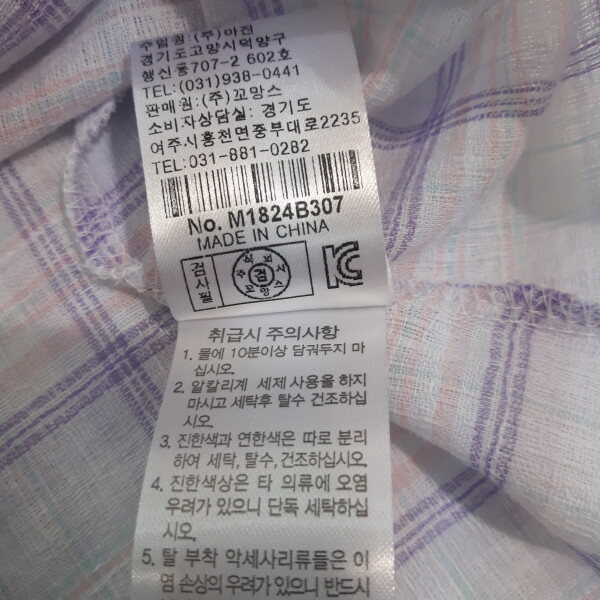 수입원:(주)아진
경기도고양시덕양구
행신동707-2 602호
TEL:(031)938-0441
판매원:(주)꼬망스
소비자상담실: 경기도
여주시흥천면중부대로2235
TEL:031-881-0282
No. M1824B307
MADE IN CHINA
검사필
검
취급시 주의사항
1. 물에 10분이상 담궈두지 마
십시오.
2. 알칼리계 세제 사용을 하지
마시고 세탁후 탈수 건조하십
시오.
3. 진한색과 연한색은 따로 분리
하여 세탁, 탈수, 건조하십시오.
4. 진한색상은 타 의류에 오염
우려가 있으니 단독 세탁하십
시오.
5. 탈 부착 악세사리류들은 이
염 손상의 우려가 있으니 반드시